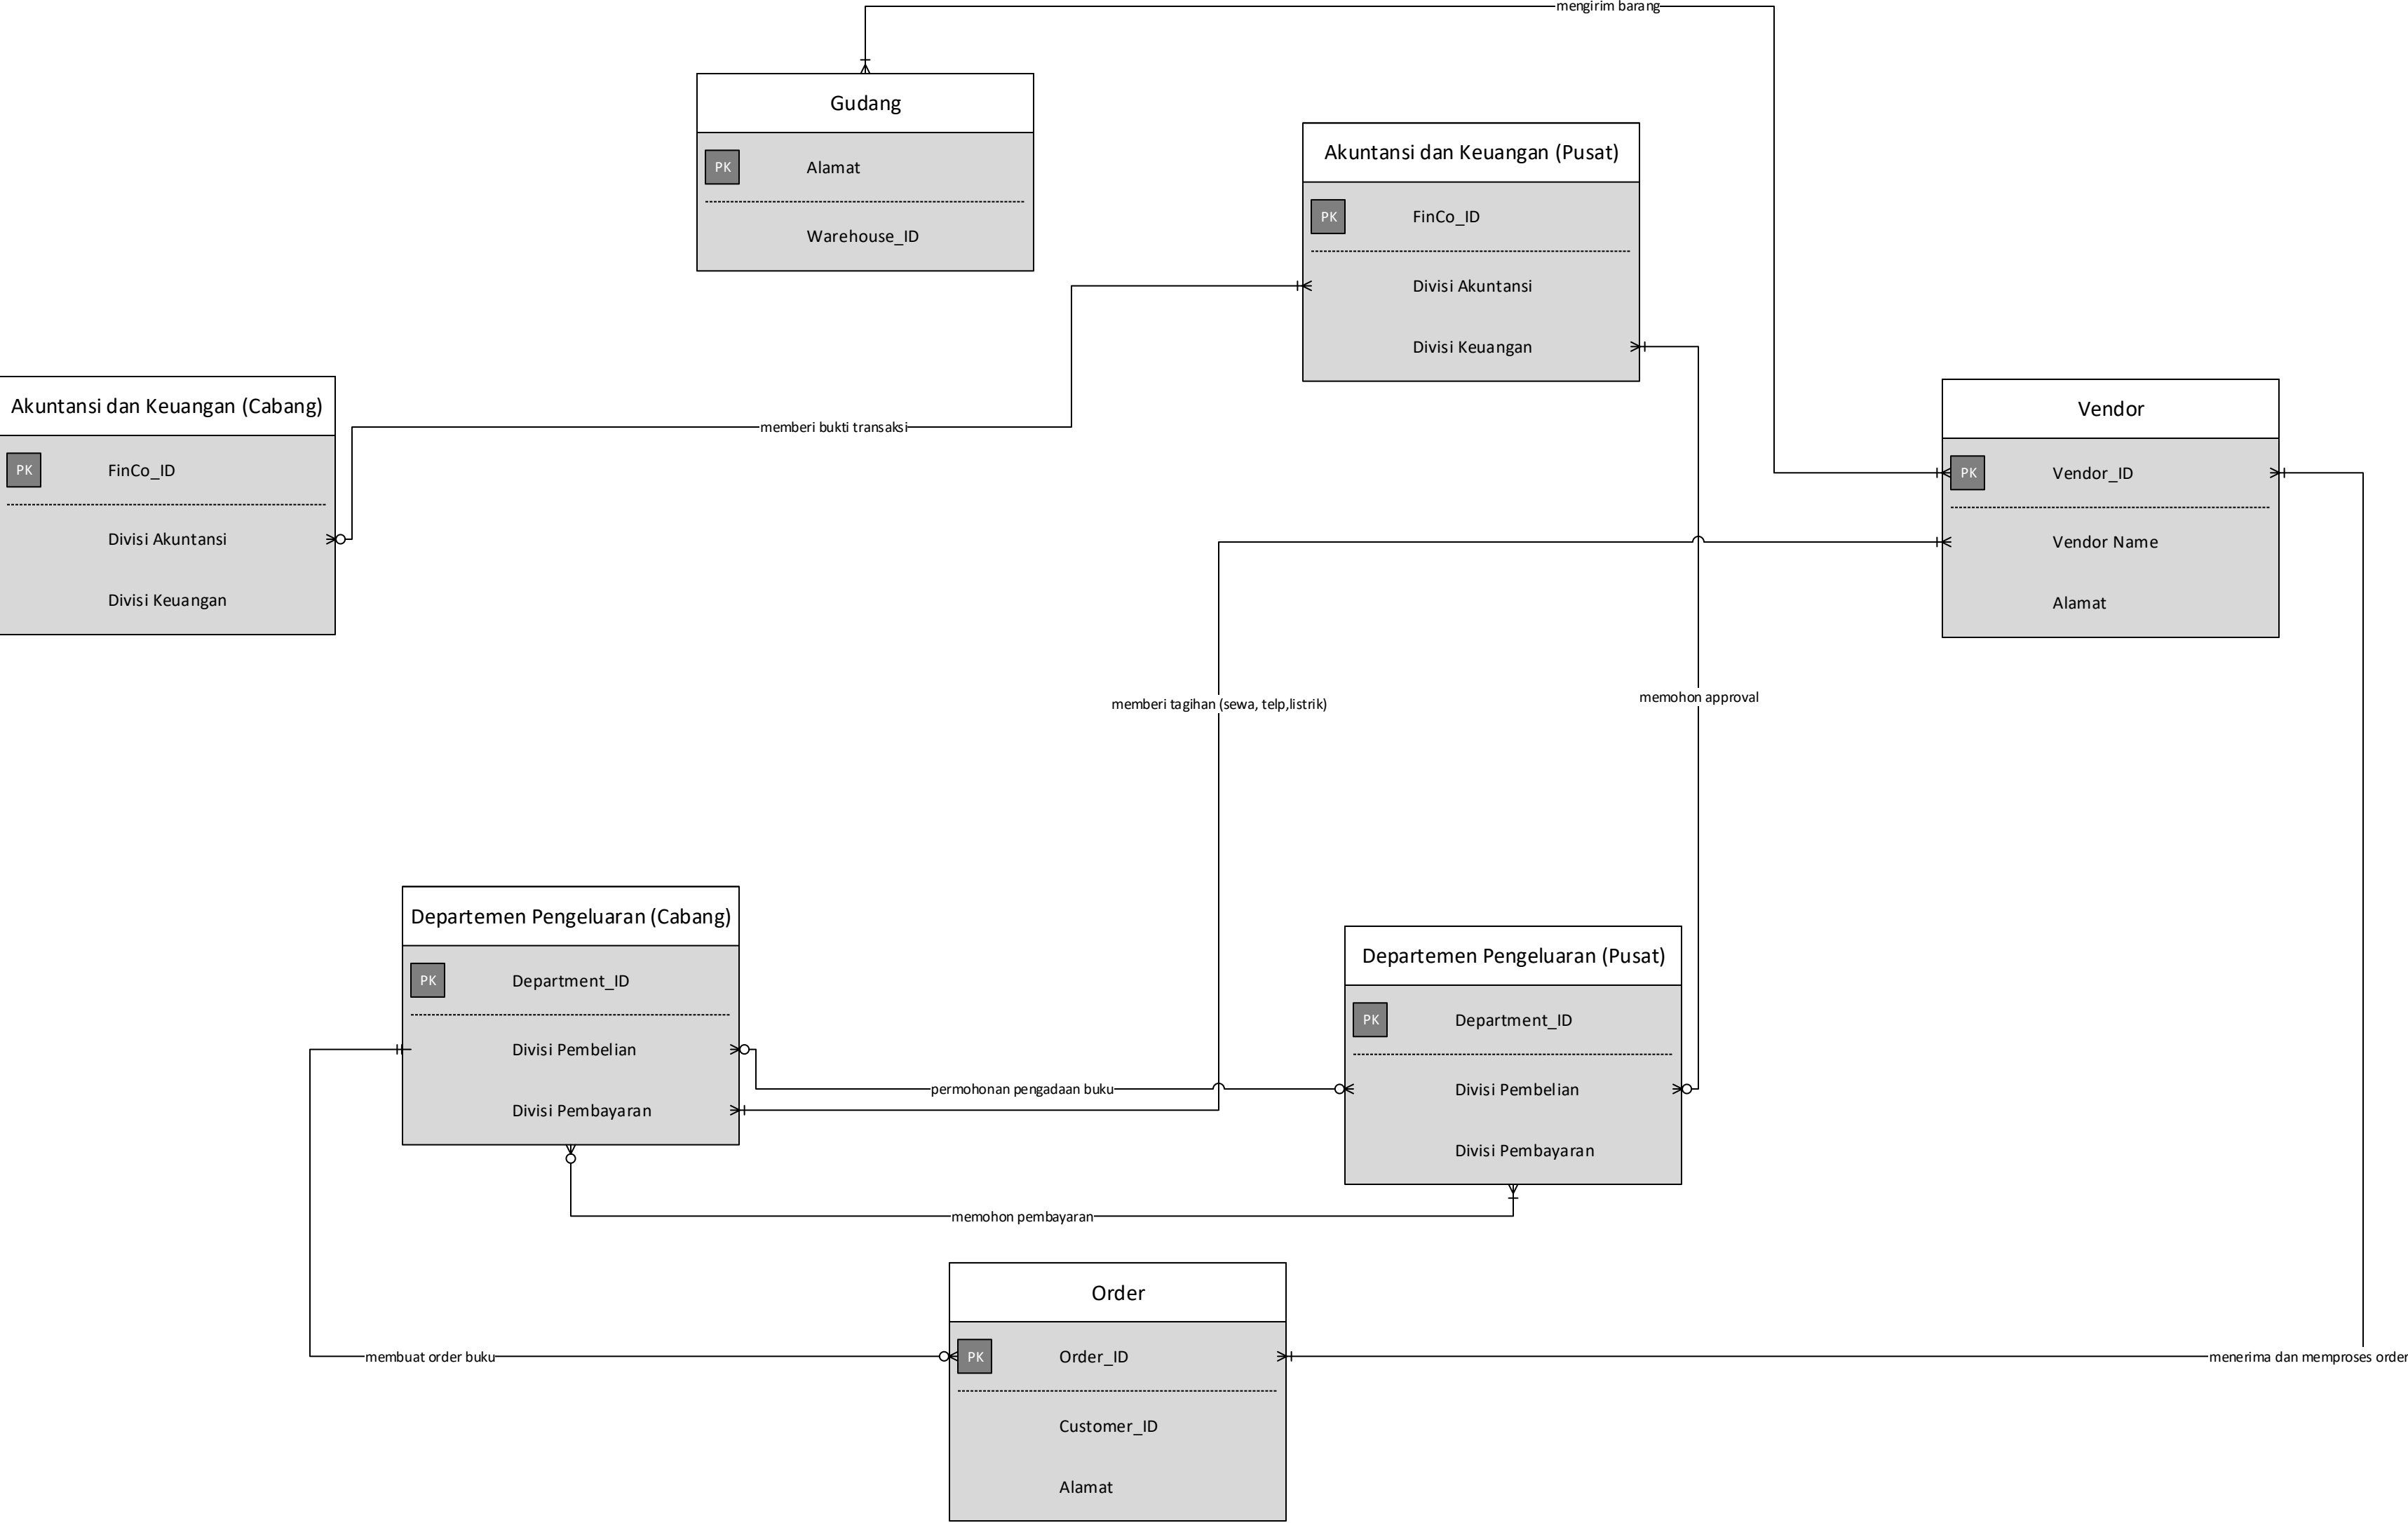 mengirim barang
Gudang
PK Alamat
Warehouse_ID
Akuntansi dan Keuangan (Pusat)
PK FinCo_ID
Divisi Akuntansi
Divisi Keuangan
Akuntansi dan Keuangan (Cabang)
PK FinCo_ID
Divisi Akuntansi
Divisi Keuangan
memberi bukti transaksi
Vendor
PK Vendor_ID
Vendor Name
Alamat
memberi tagihan (sewa, telp,listrik)
memohon approval
Departemen Pengeluaran (Cabang)
PK Department_ID
Divisi Pembelian
Divisi Pembayaran
permohonan pengadaan buku
Departemen Pengeluaran (Pusat)
PK Department_ID
Divisi Pembelian
Divisi Pembayaran
memohon pembayaran
Order
PK Order_ID
Customer_ID
Alamat
membuat order buku
menerima dan memproses order